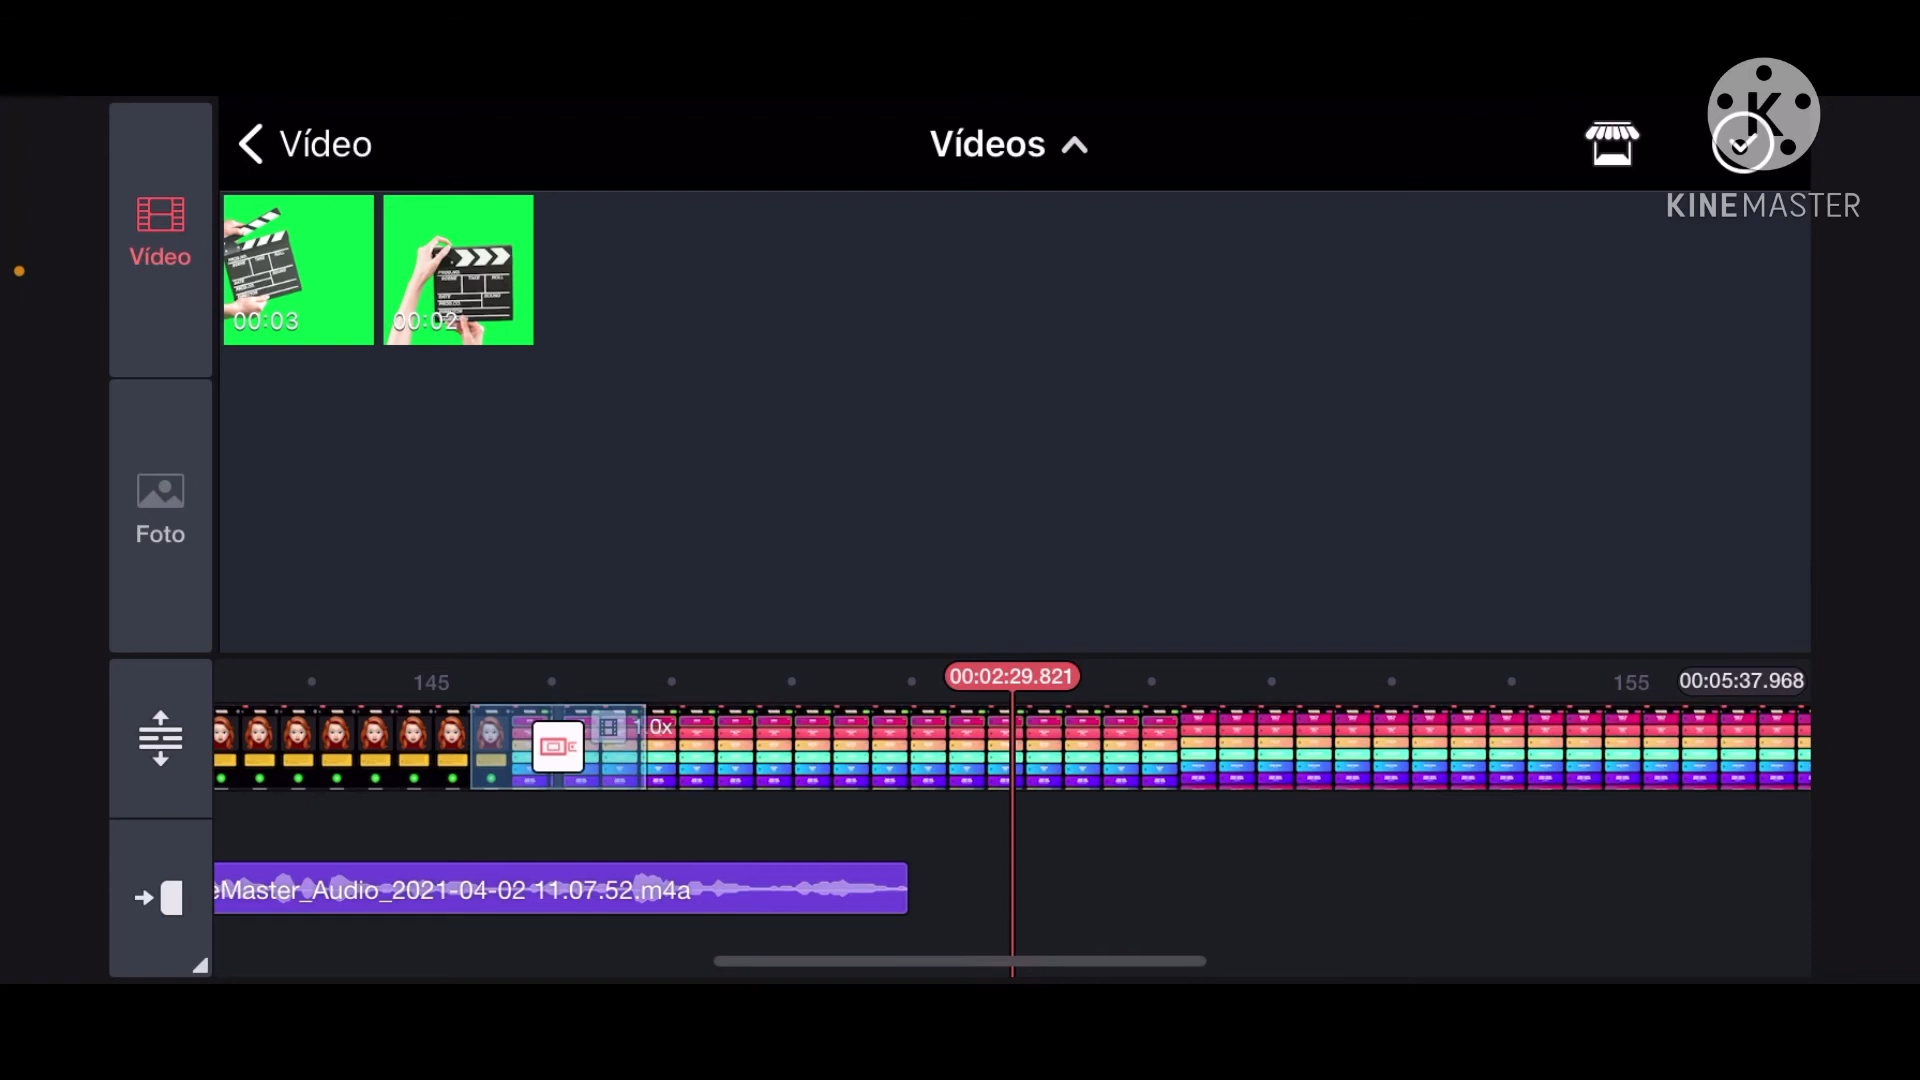 Vídeo
Vídeos
KINEMASTER
Vídeo
00:03
00:02
Foto
145
00:02:29.821
155
00:05:37.968
1.0x
eMaster_Audio_2021-04-02 11.07.52.m4a